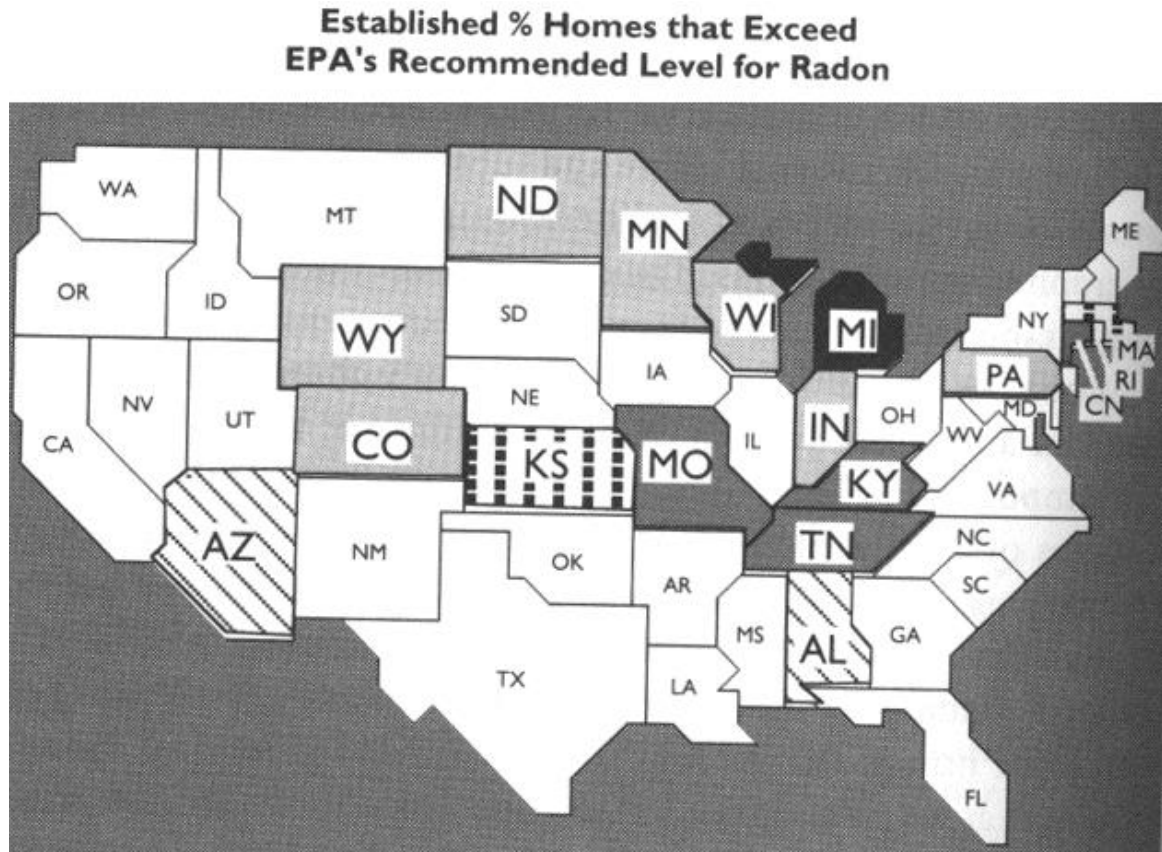 Established % Homes that Exceed
EPA's Recommended Level for Radon
WA
MT
ND
MN
ME
OR
ID
WY
SD
WI
MI
NY
MA
RI
CN
PA
NV
UT
NE
IA
CA
CO
KS
MO
IL
IN
OH
MD
WV
KY
VA
AZ
NM
OK
TN
NC
AR
SC
MS
AL
GA
TX
LA
FL